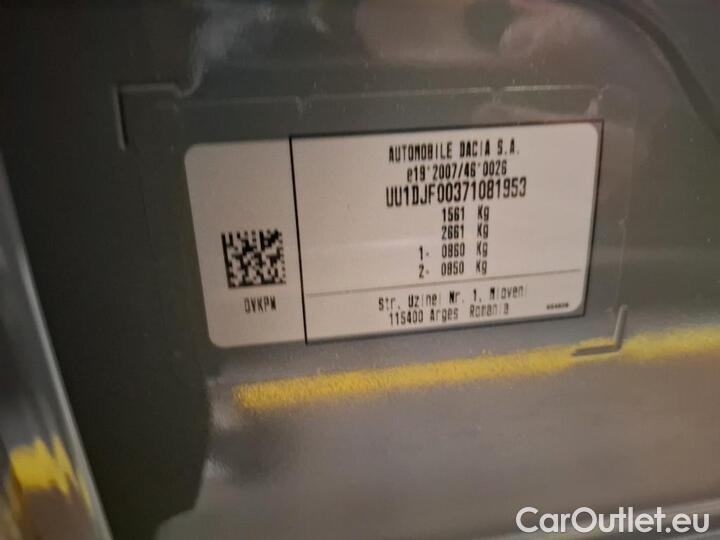 AUTOMOBILE DACIA S.A.
e19*2007/46*0026
UU1DJF00371081953
1561 Kg
2661 Kg
1- 0860 Kg
2- 0850 Kg
OVKPW
Str. Uzinei Nr. 1, Mioveni
115400 Arges Romania
CarOutlet.eu